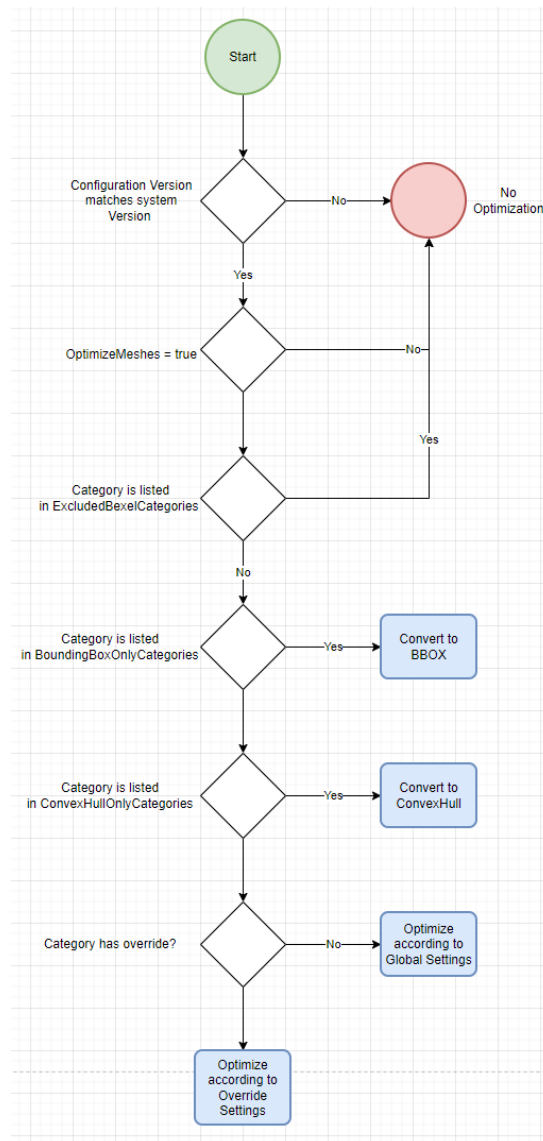 Start
Configuration Version
matches system
Version
No
No
Optimization
Yes
OptimizeMeshes = true
No
Yes
Category is listed
in ExcludedBexelCategories
No
Category is listed
in BoundingBoxOnlyCategories
Yes
Convert to
BBOX
Category is listed
in ConvexHullOnlyCategories
Yes
Convert to
ConvexHull
Category has override?
No
Optimize
according to
Global Settings
Optimize
according to
Override
Settings